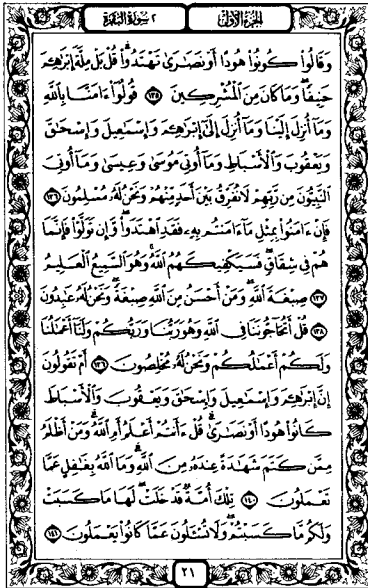 الجزء الأول
٢ سورة البقرة
وَقَالُوا۟ كُونُوا۟ هُودًا أَوْ نَصَٰرَىٰ تَهْتَدُوا۟ ۗ قُلْ بَلْ مِلَّةَ إِبْرَٰهِـۧمَ
حَنِيفًا ۖ وَمَا كَانَ مِنَ ٱلْمُشْرِكِينَ ١٣٥ قُولُوٓا۟ ءَامَنَّا بِٱللَّهِ
وَمَآ أُنزِلَ إِلَيْنَا وَمَآ أُنزِلَ إِلَىٰٓ إِبْرَٰهِـۧمَ وَإِسْمَٰعِيلَ وَإِسْحَٰقَ
وَيَعْقُوبَ وَٱلْأَسْبَاطِ وَمَآ أُوتِىَ مُوسَىٰ وَعِيسَىٰ وَمَآ أُوتِىَ
ٱلنَّبِيُّونَ مِن رَّبِّهِمْ لَا نُفَرِّقُ بَيْنَ أَحَدٍ مِّنْهُمْ وَنَحْنُ لَهُۥ مُسْلِمُونَ ١٣٦
فَإِنْ ءَامَنُوا۟ بِمِثْلِ مَآ ءَامَنتُم بِهِۦ فَقَدِ ٱهْتَدَوا۟ ۖ وَّإِن تَوَلَّوْا۟ فَإِنَّمَا
هُمْ فِى شِقَاقٍ ۖ فَسَيَكْفِيكَهُمُ ٱللَّهُ ۚ وَهُوَ ٱلسَّمِيعُ ٱلْعَلِيمُ
١٣٧ صِبْغَةَ ٱللَّهِ ۖ وَمَنْ أَحْسَنُ مِنَ ٱللَّهِ صِبْغَةً ۖ وَنَحْنُ لَهُۥ عَٰبِدُونَ
١٣٨ قُلْ أَتُحَآجُّونَنَا فِى ٱللَّهِ وَهُوَ رَبُّنَا وَرَبُّكُمْ وَلَنَآ أَعْمَٰلُنَا
وَلَكُمْ أَعْمَٰلُكُمْ وَنَحْنُ لَهُۥ مُخْلِصُونَ ١٣٩ أَمْ تَقُولُونَ
إِنَّ إِبْرَٰهِـۧمَ وَإِسْمَٰعِيلَ وَإِسْحَٰقَ وَيَعْقُوبَ وَٱلْأَسْبَاطَ
كَانُوا۟ هُودًا أَوْ نَصَٰرَىٰ ۗ قُلْ ءَأَنتُمْ أَعْلَمُ أَمِ ٱللَّهُ ۗ وَمَنْ أَظْلَمُ
مِمَّن كَتَمَ شَهَٰدَةً عِندَهُۥ مِنَ ٱللَّهِ ۗ وَمَا ٱللَّهُ بِغَٰفِلٍ عَمَّا
تَعْمَلُونَ ١٤٠ تِلْكَ أُمَّةٌ قَدْ خَلَتْ ۖ لَهَا مَا كَسَبَتْ
وَلَكُم مَّا كَسَبْتُمْ ۖ وَلَا تُسْـَٔلُونَ عَمَّا كَانُوا۟ يَعْمَلُونَ ١٤١
٢١